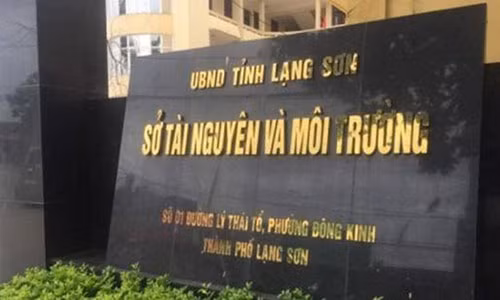 UBND TỈNH LẠNG SƠN
SỞ TÀI NGUYÊN VÀ MÔI TRƯỜNG
SỐ 01 ĐƯỜNG LÝ THÁI TỔ, PHƯỜNG ĐÔNG KINH
THÀNH PHỐ LẠNG SƠN